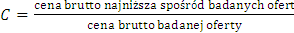 C = cena brutto najniższa spośród badanych ofert
cena brutto badanej oferty